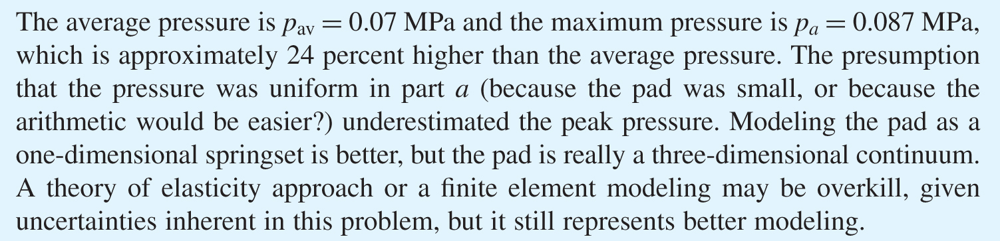 The average pressure is pav = 0.07 MPa and the maximum pressure is pa = 0.087 MPa,
which is approximately 24 percent higher than the average pressure. The presumption
that the pressure was uniform in part a (because the pad was small, or because the
arithmetic would be easier?) underestimated the peak pressure. Modeling the pad as a
one-dimensional springset is better, but the pad is really a three-dimensional continuum.
A theory of elasticity approach or a finite element modeling may be overkill, given
uncertainties inherent in this problem, but it still represents better modeling.